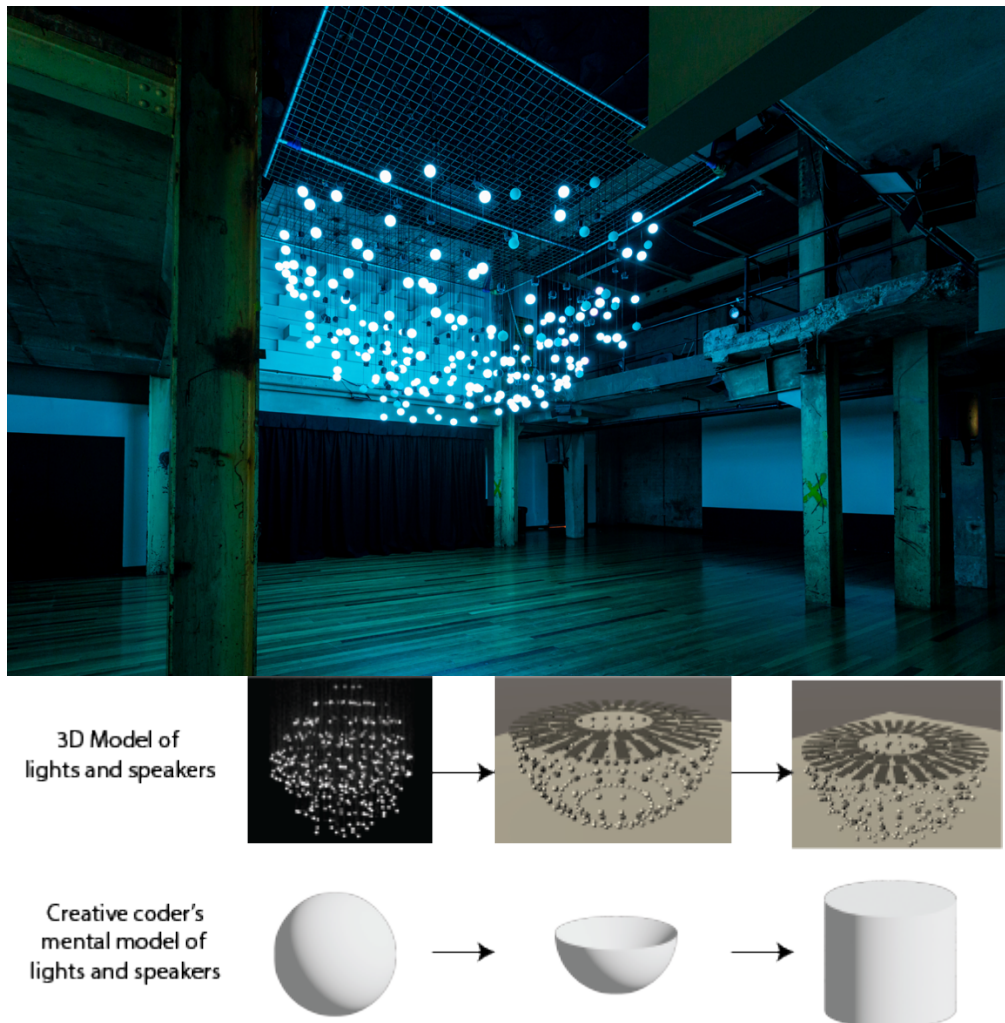 3D Model of
lights and speakers
Creative coder's
mental model of
lights and speakers